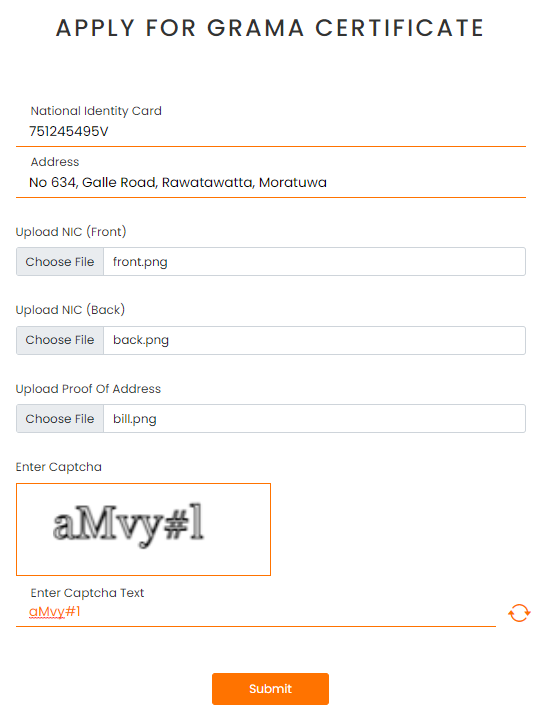 APPLY FOR GRAMA CERTIFICATE
National Identity Card
751245495V
Address
No 634, Galle Road, Rawatawatta, Moratuwa
Upload NIC (Front)
Choose File front.png
Upload NIC (Back)
Choose File back.png
Upload Proof Of Address
Choose File bill.png
Enter Captcha
aMvy#1
Enter Captcha Text
aMvy#1
Submit